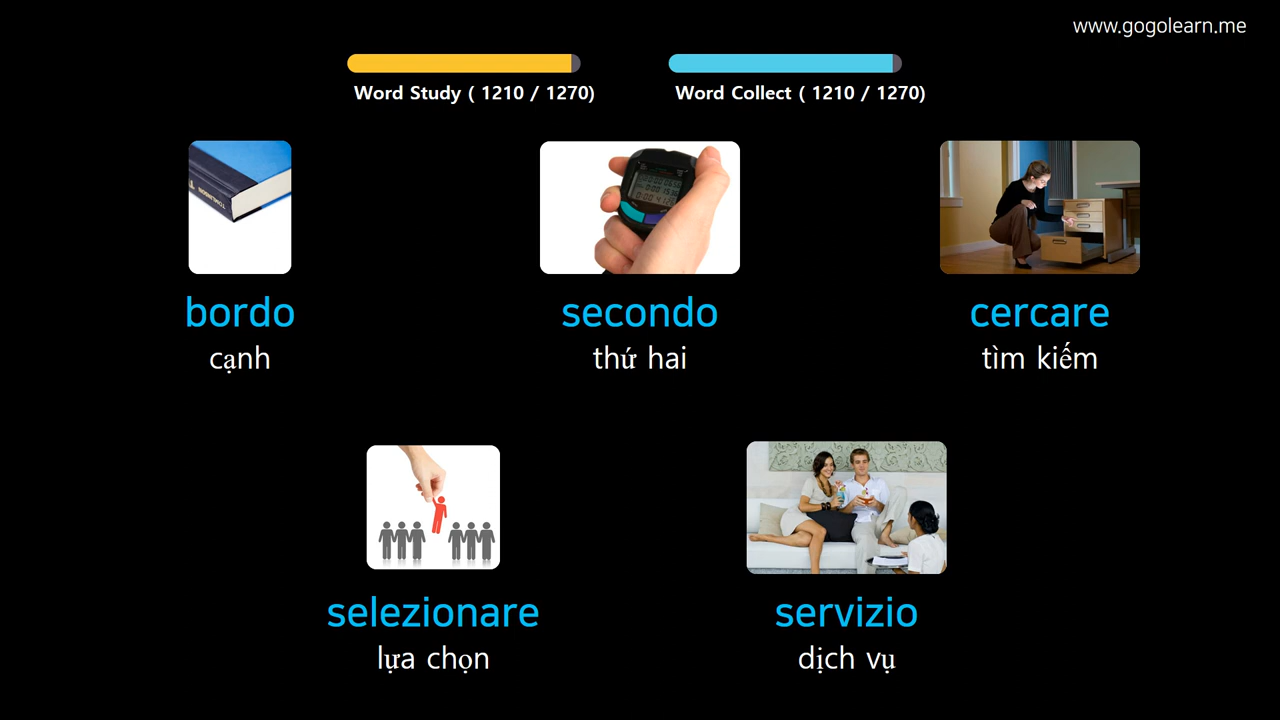 www.gogolearn.me
Word Study ( 1210 / 1270)
Word Collect ( 1210 / 1270)
TOMLINSON
bordo
secondo
cercare
cạnh
thứ hai
tìm kiếm
selezionare
servizio
lựa chọn
dịch vụ